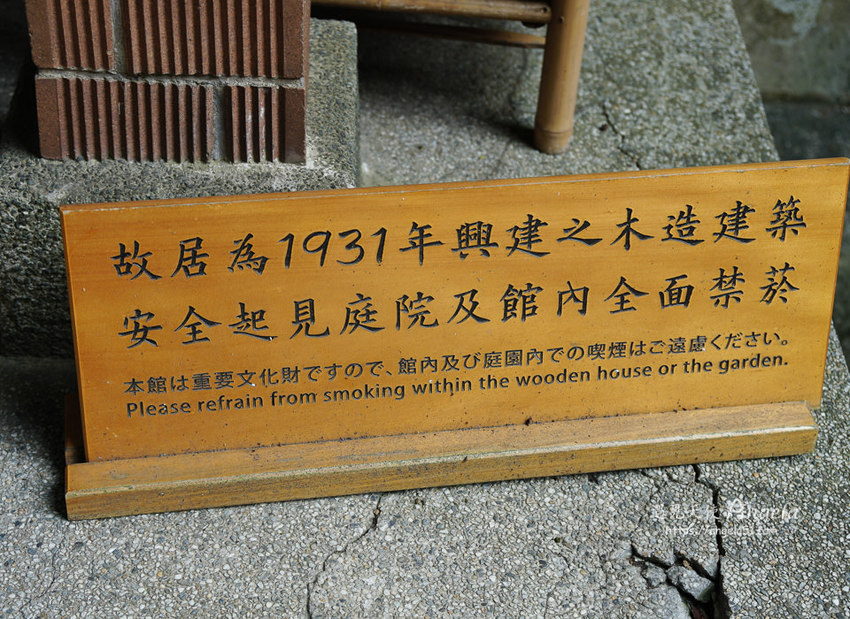 故居為1931年興建之木造建築
安全起見庭院及館內全面禁菸
本館は重要文化財ですので、館內及び庭園內での喫煙はご遠慮ください。
Please refrain from smoking within the wooden house or the garden.